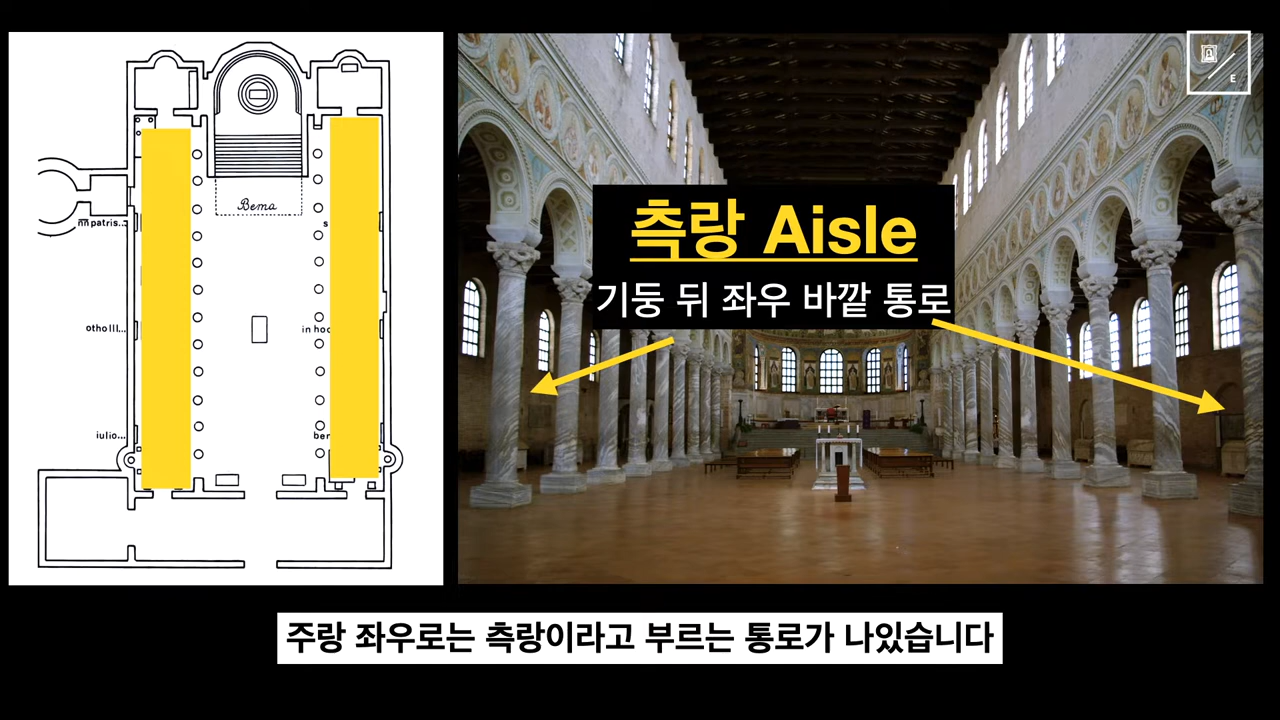 Bema
m̅patris...
s
otho III...
in hoc
iulio...
ber
측랑 Aisle
기둥 뒤 좌우 바깥 통로
E
주랑 좌우로는 측랑이라고 부르는 통로가 나있습니다